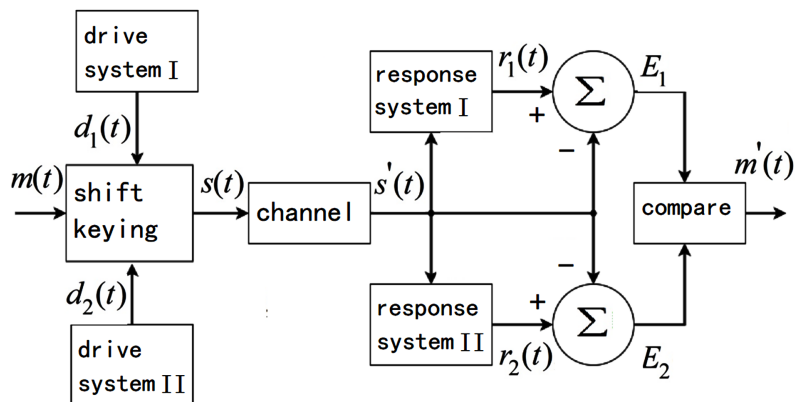 drive
system I
response
system I
r₁(t)
Σ
E₁
+
−
d₁(t)
m(t)
shift
keying
s(t)
channel
s'(t)
compare
m'(t)
d₂(t)
drive
system II
response
system II
−
+
r₂(t)
Σ
E₂